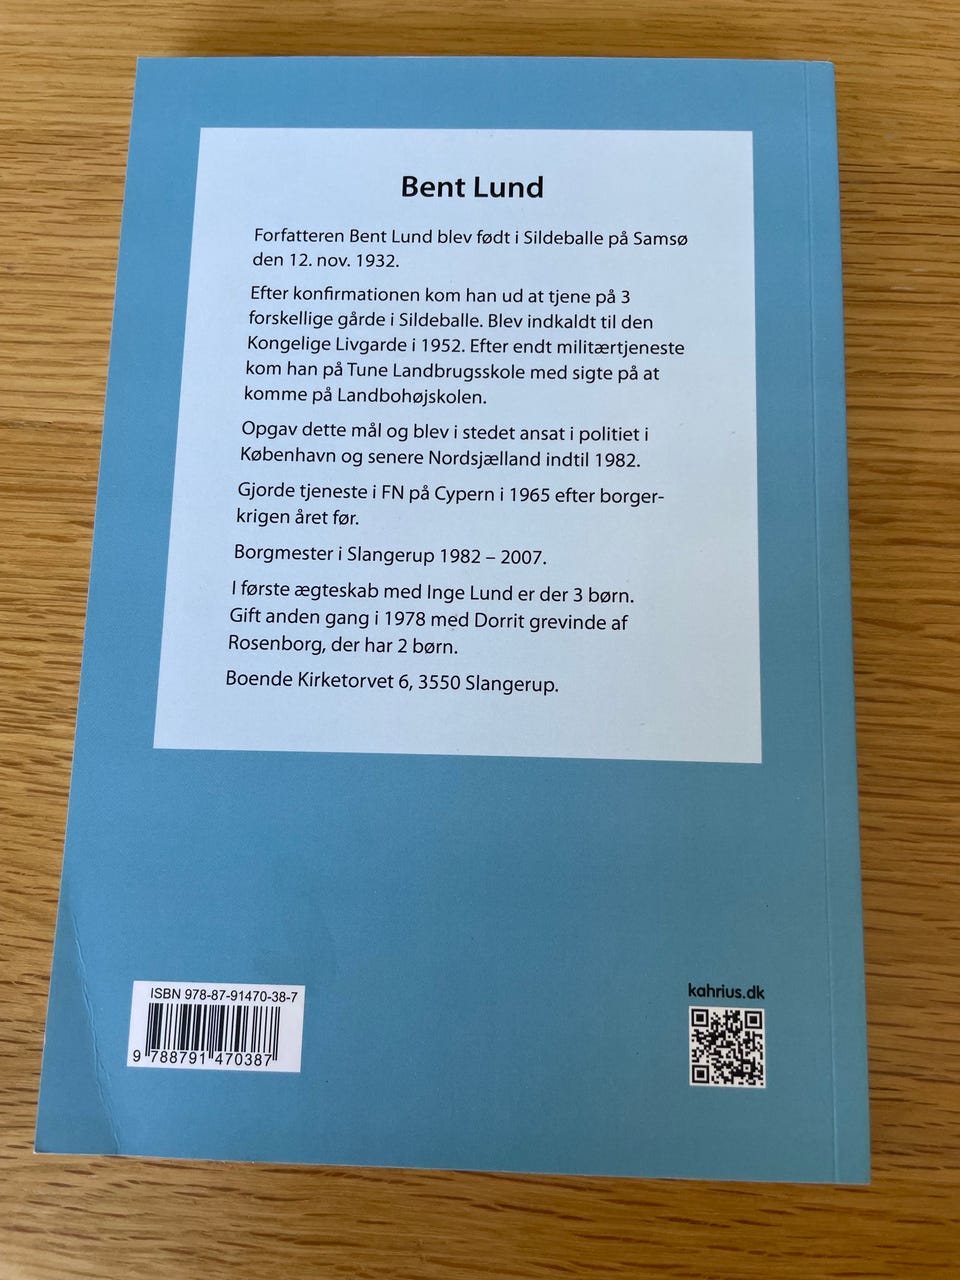 Bent Lund
Forfatteren Bent Lund blev født i Sildeballe på Samsø
den 12. nov. 1932.
Efter konfirmationen kom han ud at tjene på 3
forskellige gårde i Sildeballe. Blev indkaldt til den
Kongelige Livgarde i 1952. Efter endt militærtjeneste
kom han på Tune Landbrugsskole med sigte på at
komme på Landbohøjskolen.
Opgav dette mål og blev i stedet ansat i politiet i
København og senere Nordsjælland indtil 1982.
Gjorde tjeneste i FN på Cypern i 1965 efter borger-
krigen året før.
Borgmester i Slangerup 1982 – 2007.
I første ægteskab med Inge Lund er der 3 børn.
Gift anden gang i 1978 med Dorrit grevinde af
Rosenborg, der har 2 børn.
Boende Kirketorvet 6, 3550 Slangerup.
ISBN 978-87-91470-38-7
9 788791 470387
kahrius.dk